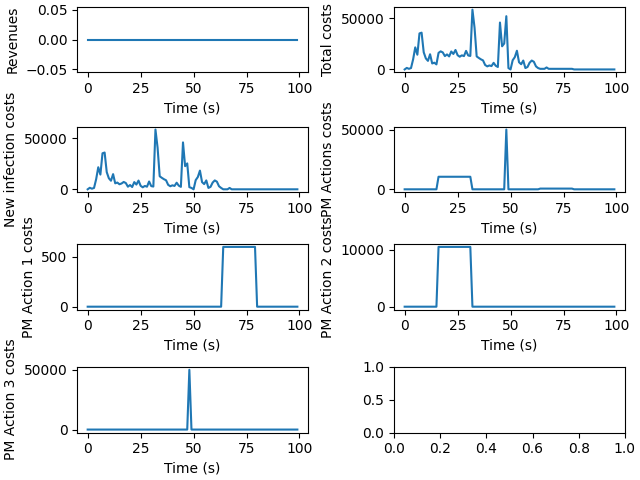 Revenues
0.05
0.00
−0.05
0 25 50 75 100
Time (s)
Total costs
50000
0
0 25 50 75 100
Time (s)
New infection costs
50000
0
0 25 50 75 100
Time (s)
PM Actions costs
50000
0
0 25 50 75 100
Time (s)
PM Action 1 costs
500
0
0 25 50 75 100
Time (s)
PM Action 2 costs
10000
0
0 25 50 75 100
Time (s)
PM Action 3 costs
50000
0
0 25 50 75 100
Time (s)
1.0
0.5
0.0
0.0 0.2 0.4 0.6 0.8 1.0